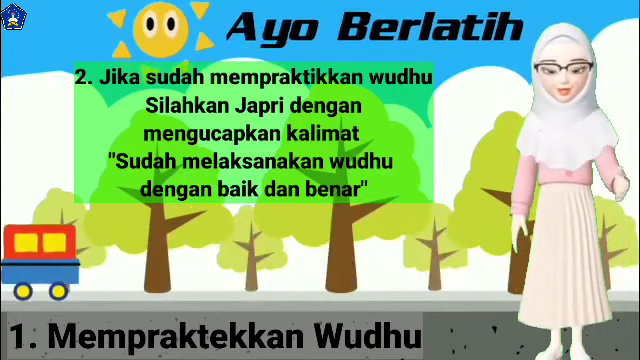 Ayo Berlatih
2. Jika sudah mempraktikkan wudhu
Silahkan Japri dengan
mengucapkan kalimat
"Sudah melaksanakan wudhu
dengan baik dan benar"
1. Mempraktekkan Wudhu